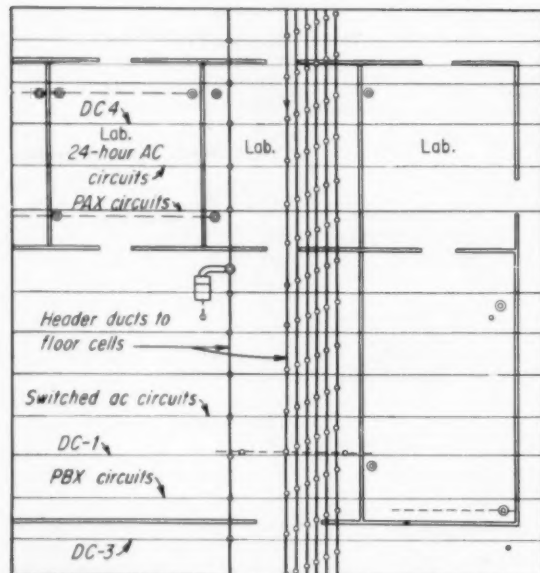 DC 4
Lab.
Lab.
Lab.
24-hour AC
circuits
PAX circuits
Header ducts to
floor cells
Switched ac circuits
DC-1
PBX circuits
DC-3